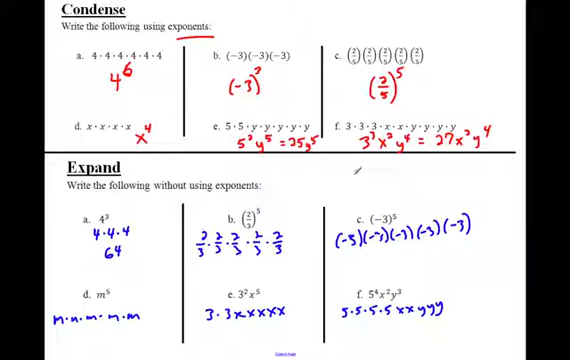 Condense
Write the following using exponents:
a. 4 · 4 · 4 · 4 · 4 · 4
4^6
b. (−3)(−3)(−3)
(-3)^3
c. (2/5)(2/5)(2/5)(2/5)(2/5)
(2/5)^5
d. x · x · x · x
x^4
e. 5 · 5 · y · y · y · y · y
5^2 y^5 = 25y^5
f. 3 · 3 · 3 · x · x · y · y · y · y
3^3 x^2 y^4 = 27x^2 y^4
Expand
Write the following without using exponents:
a. 4^3
4 · 4 · 4
64
b. (2/3)^5
2/3 · 2/3 · 2/3 · 2/3 · 2/3
c. (−3)^5
(-3)(-3)(-3)(-3)(-3)
d. m^5
m · m · m · m · m
e. 3^2 x^5
3 · 3 x x x x x
f. 5^4 x^2 y^3
5 · 5 · 5 · 5 x x y y y